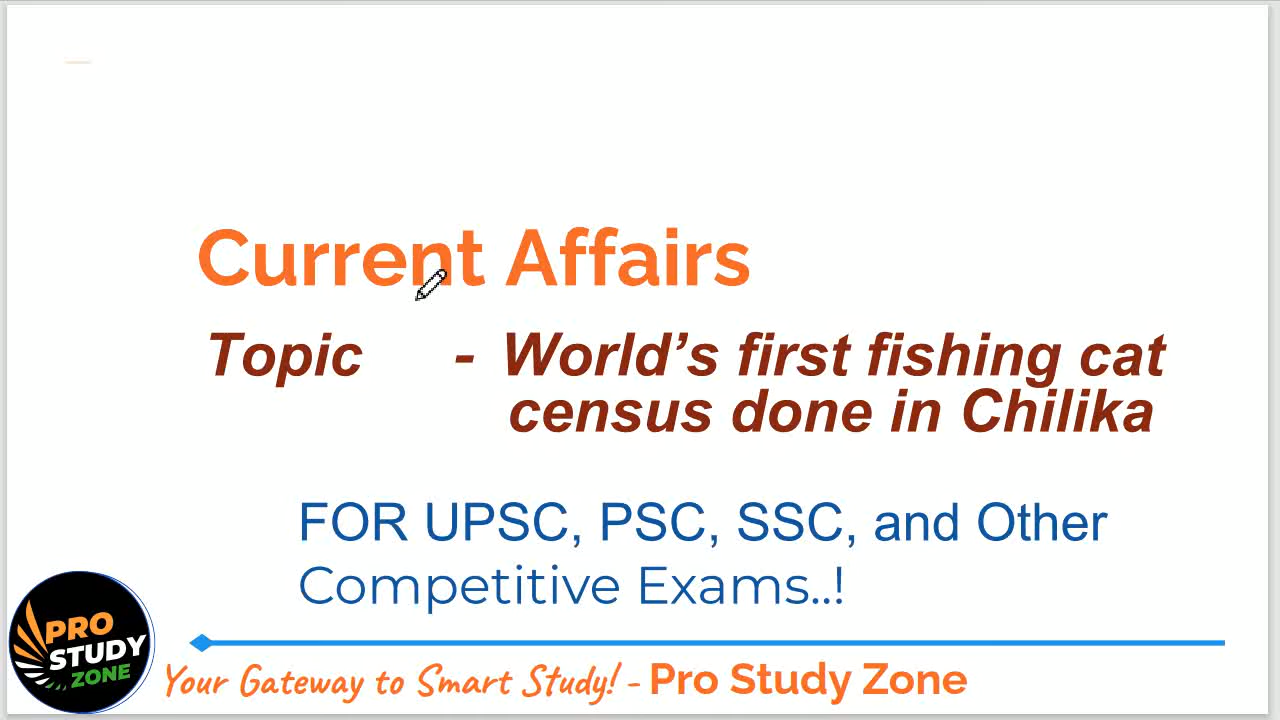 Current Affairs
Topic - World’s first fishing cat
census done in Chilika
FOR UPSC, PSC, SSC, and Other
Competitive Exams..!
PRO
STUDY
ZONE
Your Gateway to Smart Study! - Pro Study Zone